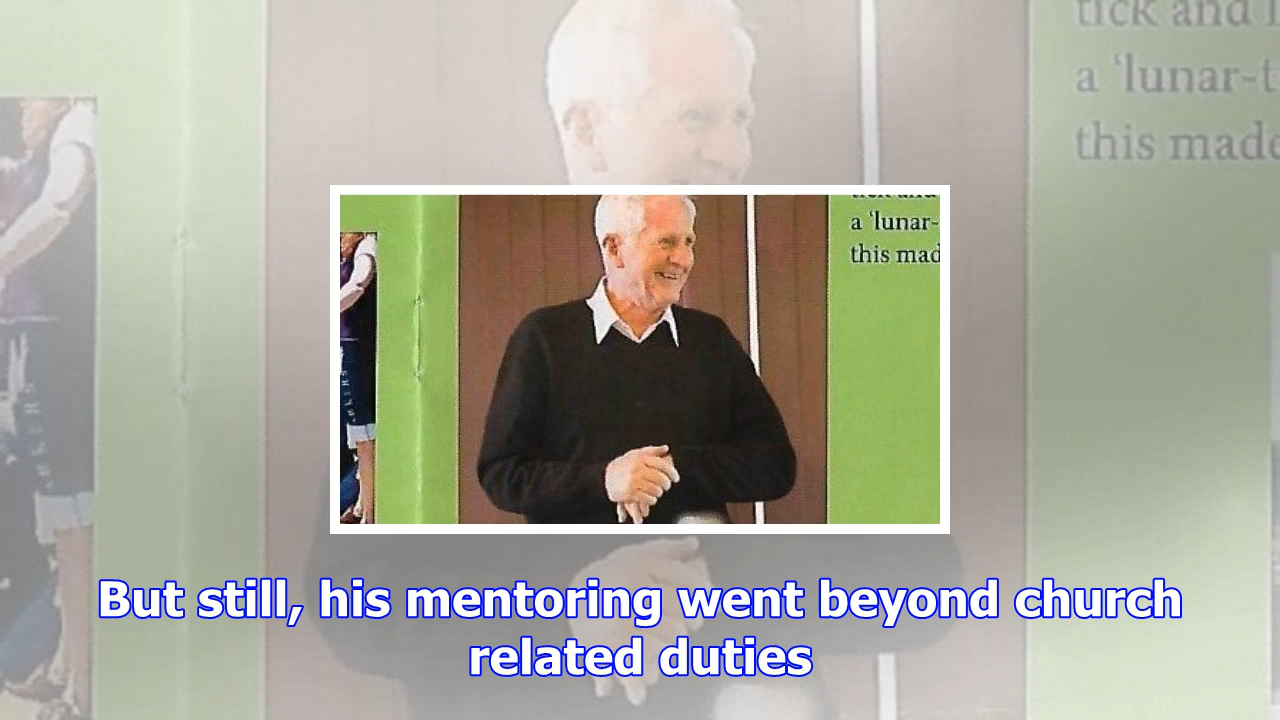 tick and
a ‘lunar-t
this made
a ‘lunar-
this mad
But still, his mentoring went beyond church
related duties